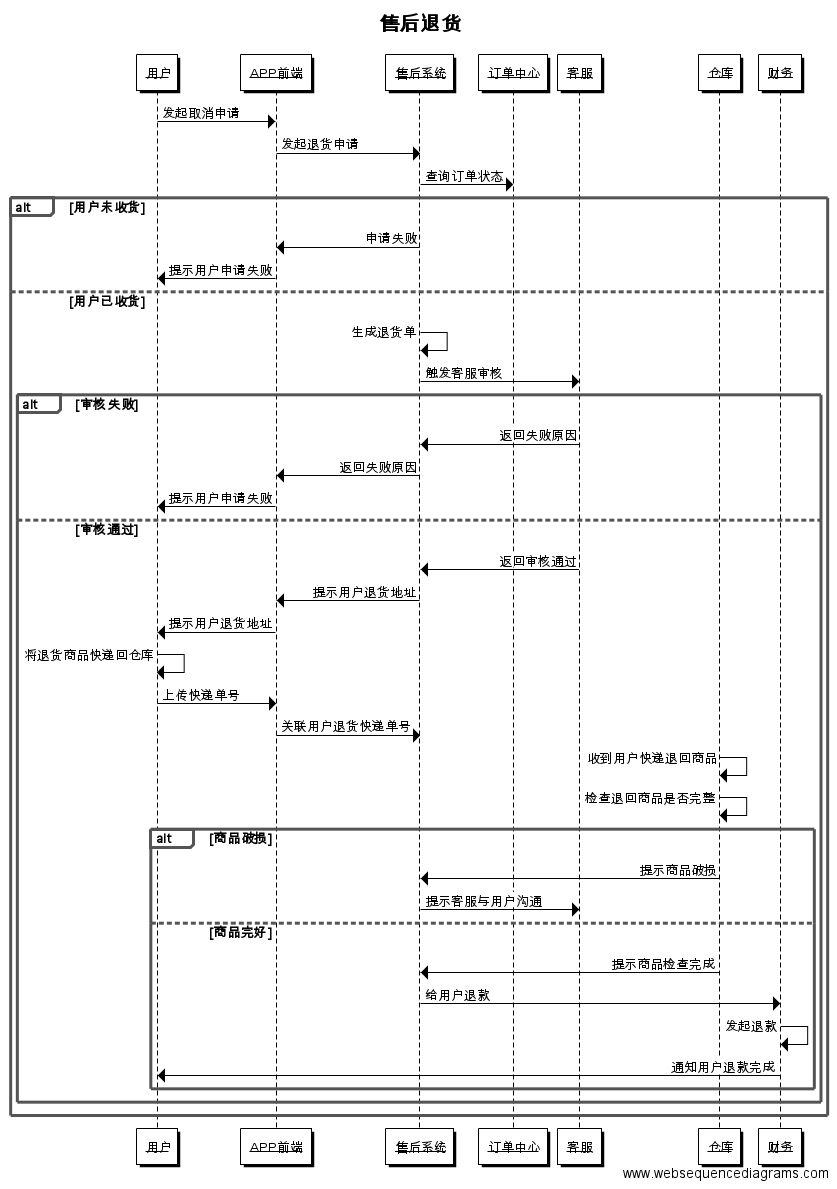 售后退货
用户 APP前端 售后系统 订单中心 客服 仓库 财务
发起取消申请
发起退货申请
查询订单状态
alt [用户未收货]
申请失败
提示用户申请失败
[用户已收货]
生成退货单
触发客服审核
alt [审核失败]
返回失败原因
返回失败原因
提示用户申请失败
[审核通过]
返回审核通过
提示用户退货地址
提示用户退货地址
将退货商品快递回仓库
上传快递单号
关联用户退货快递单号
收到用户快递退回商品
检查退回商品是否完整
alt [商品破损]
提示商品破损
提示客服与用户沟通
[商品完好]
提示商品检查完成
给用户退款
发起退款
通知用户退款完成
用户 APP前端 售后系统 订单中心 客服 仓库 财务
www.websequencediagrams.com